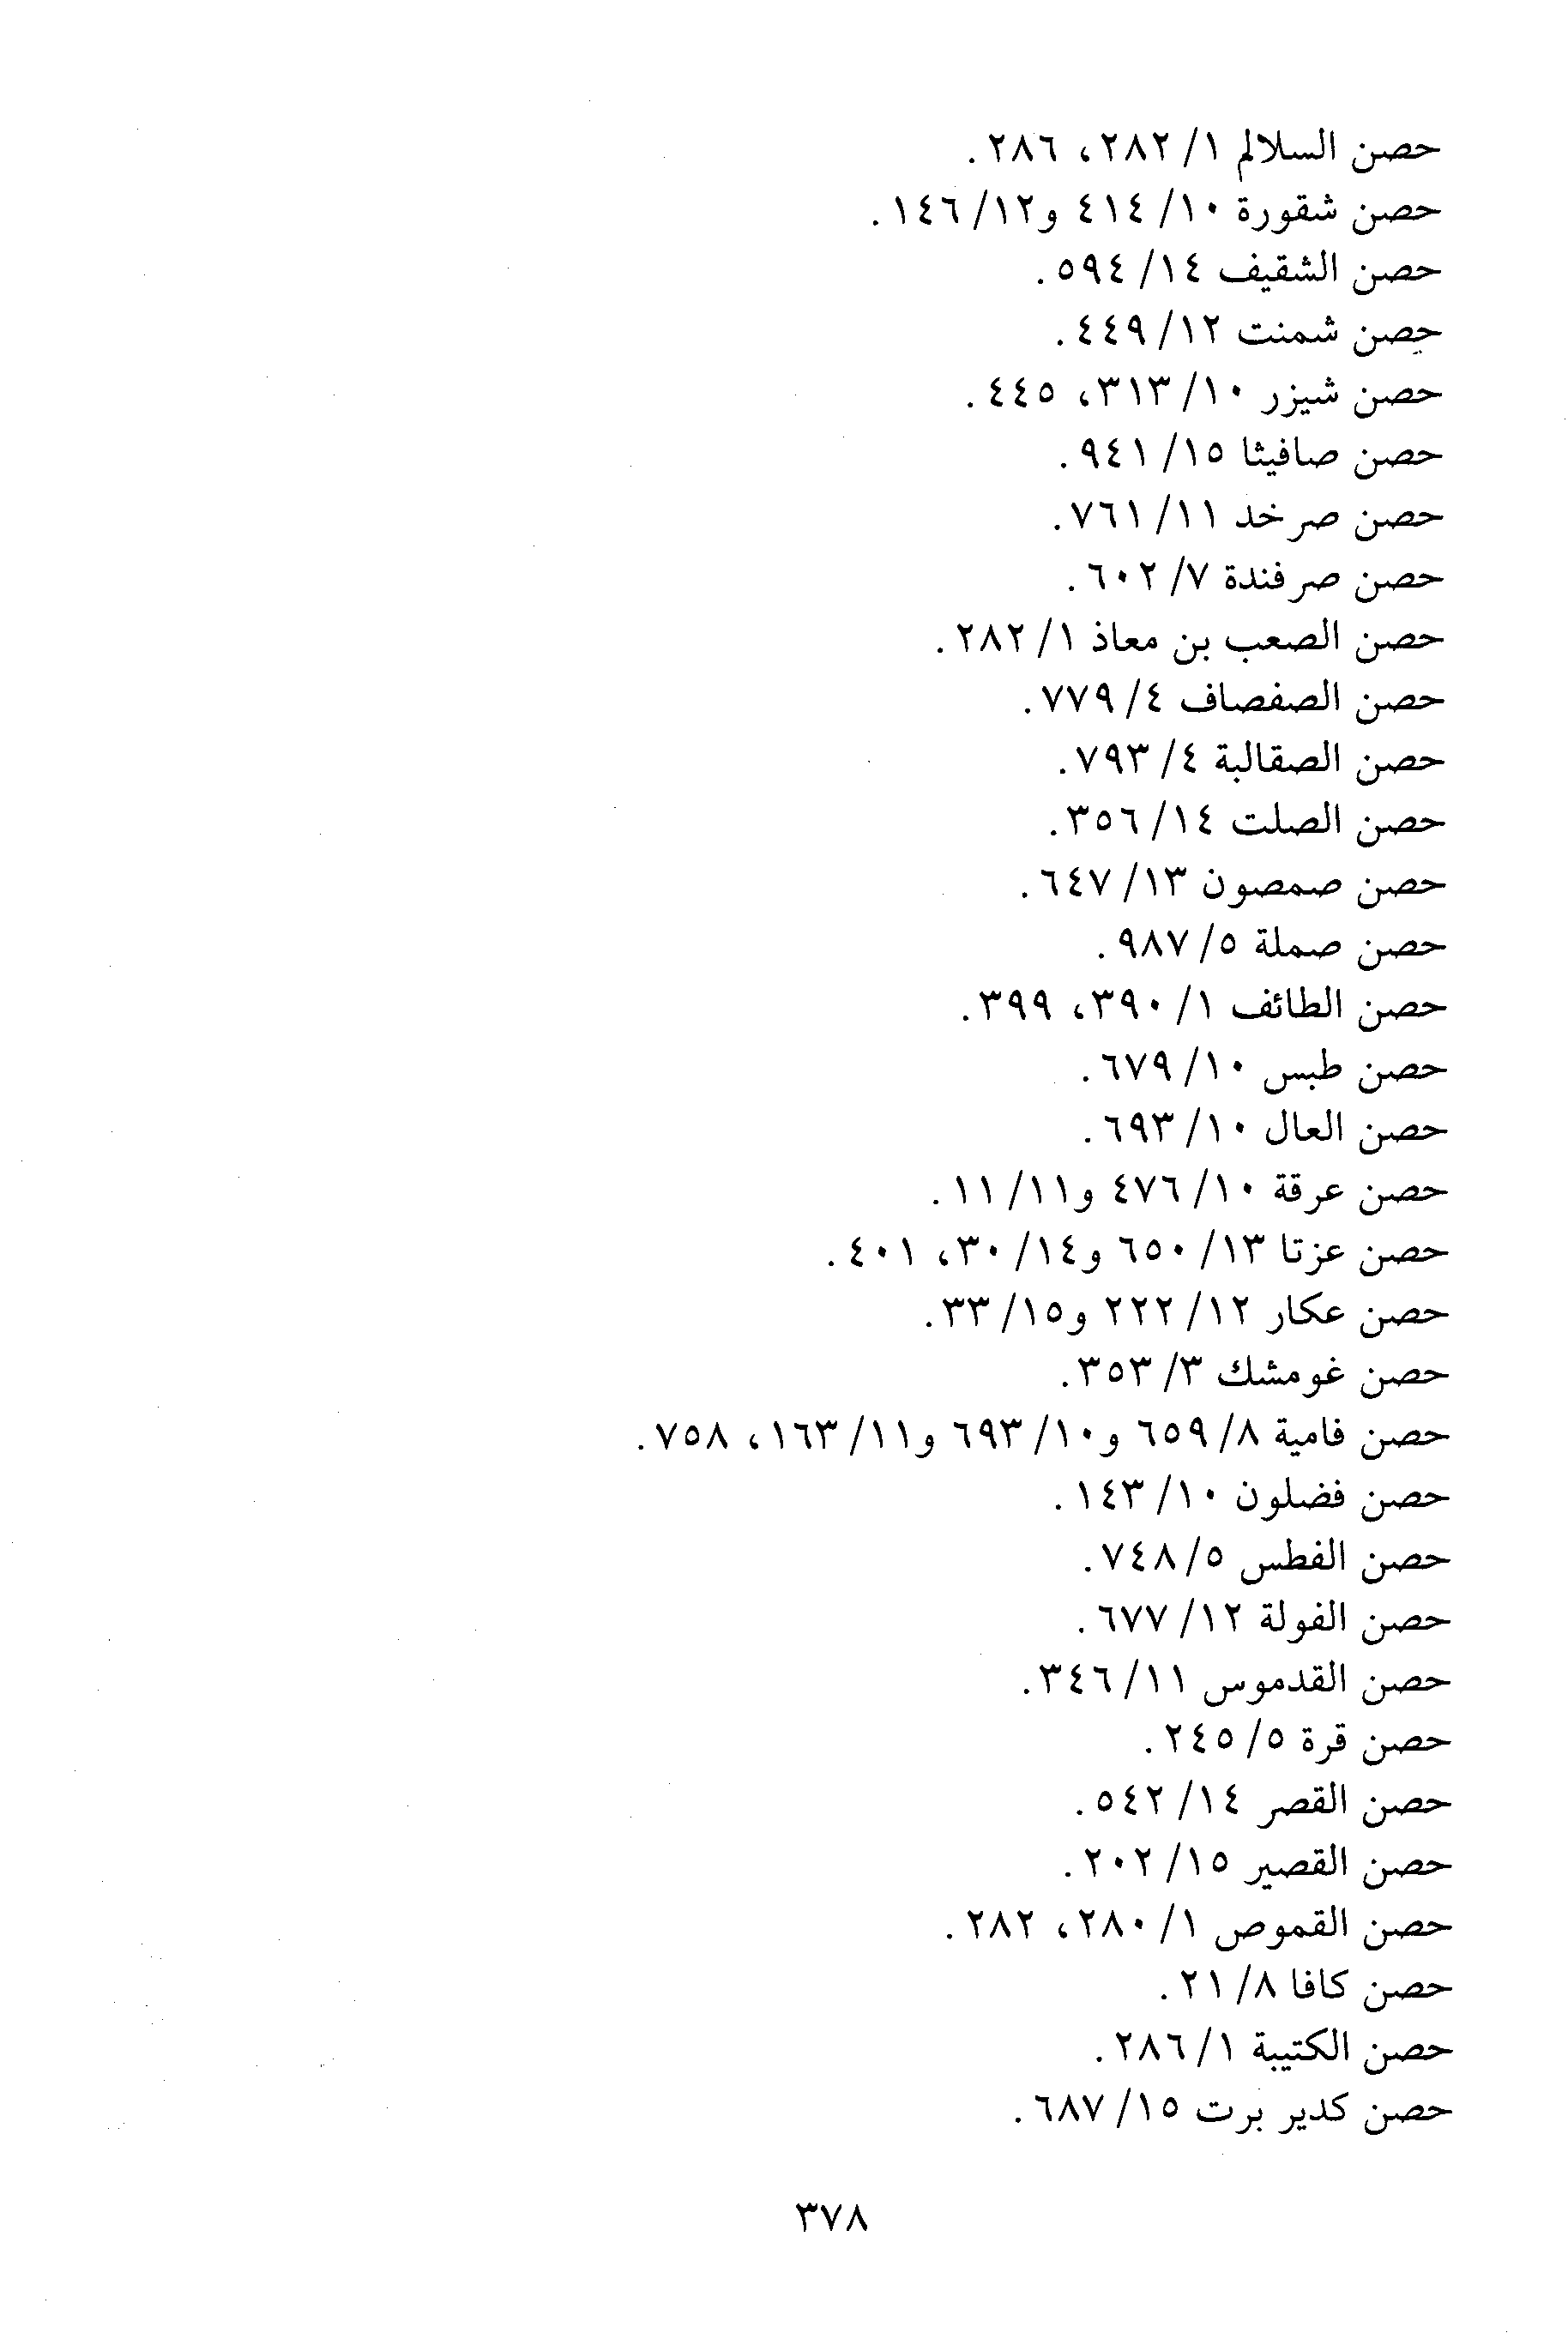 حصن السلالم ١/ ٢٨٢، ٢٨٦.
حصن شقورة ١٠/ ٤١٤ و١٢/ ١٤٦.
حصن الشقيف ١٤/ ٥٩٤.
حصن شمنت ١٢/ ٤٤٩.
حصن شيزر ١٠/ ٣١٣، ٤٤٥.
حصن صافيثا ١٥/ ٩٤١.
حصن صرخد ١١/ ٧٦١.
حصن صرفندة ٧/ ٦٠٢.
حصن الصعب بن معاذ ١/ ٢٨٢.
حصن الصفصاف ٤/ ٧٧٩.
حصن الصقالبة ٤/ ٧٩٣.
حصن الصلت ١٤/ ٣٥٦.
حصن صمصون ١٣/ ٦٤٧.
حصن صملة ٥/ ٩٨٧.
حصن الطائف ١/ ٣٩٠، ٣٩٩.
حصن طبس ١٠/ ٦٧٩.
حصن العال ١٠/ ٦٩٣.
حصن عرقة ١٠/ ٤٧٦ و١١/ ١١.
حصن عزتا ١٣/ ٦٥٠ و١٤/ ٣٠، ٤٠١.
حصن عكار ١٢/ ٢٢٢ و١٥/ ٣٣.
حصن غومشك ٣/ ٣٥٣.
حصن فامية ٨/ ٦٥٩ و١٠/ ٦٩٣ و١١/ ١٦٣، ٧٥٨.
حصن فضلون ١٠/ ١٤٣.
حصن الفطس ٥/ ٧٤٨.
حصن الفولة ١٢/ ٦٧٧.
حصن القدموس ١١/ ٣٤٦.
حصن قرة ٥/ ٢٤٥.
حصن القصر ١٤/ ٥٤٢.
حصن القصير ١٥/ ٢٠٢.
حصن القموص ١/ ٢٨٠، ٢٨٢.
حصن كافا ٨/ ٢١.
حصن الكتيبة ١/ ٢٨٦.
حصن كدير برت ١٥/ ٦٨٧.
٣٧٨